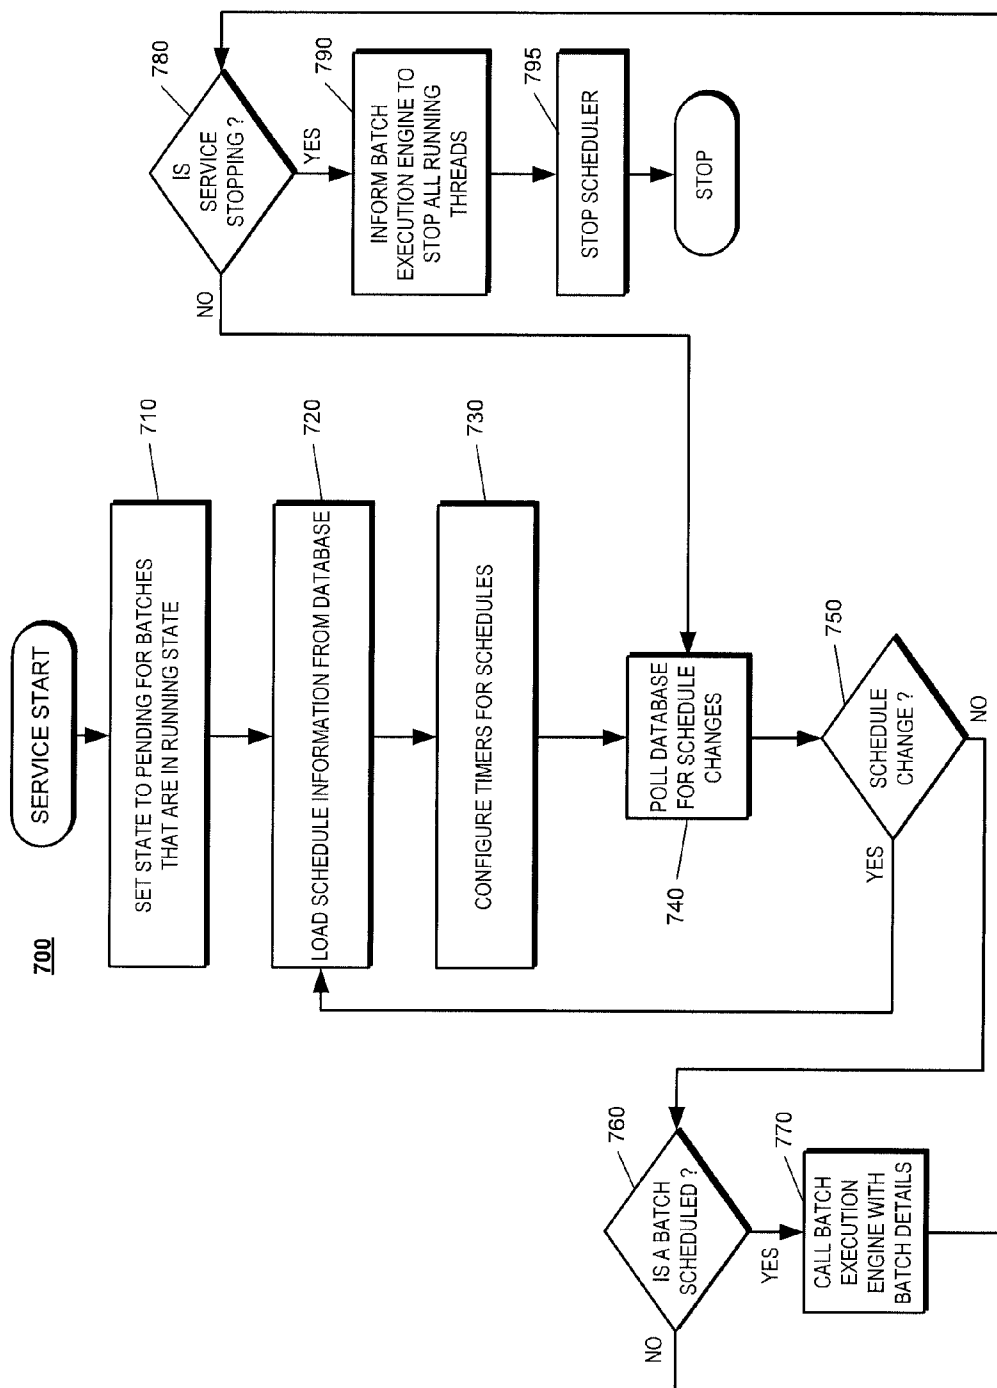 700
SERVICE START
710
SET STATE TO PENDING FOR BATCHES
THAT ARE IN RUNNING STATE
720
LOAD SCHEDULE INFORMATION FROM DATABASE
730
CONFIGURE TIMERS FOR SCHEDULES
740
POLL DATABASE
FOR SCHEDULE
CHANGES
750
SCHEDULE
CHANGE ?
YES
NO
760
IS A BATCH
SCHEDULED ?
NO
YES
770
CALL BATCH
EXECUTION
ENGINE WITH
BATCH DETAILS
780
IS
SERVICE
STOPPING ?
NO
YES
790
INFORM BATCH
EXECUTION ENGINE TO
STOP ALL RUNNING
THREADS
795
STOP SCHEDULER
STOP